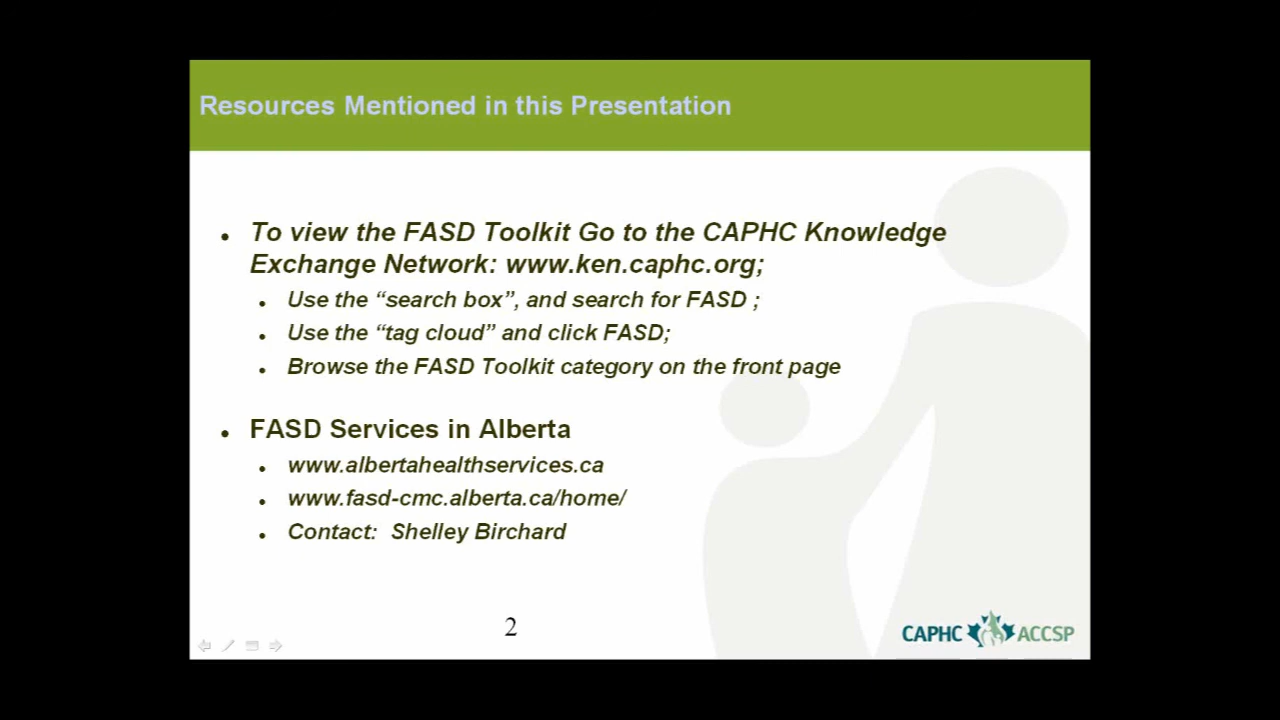 Resources Mentioned in this Presentation
• To view the FASD Toolkit Go to the CAPHC Knowledge
Exchange Network: www.ken.caphc.org;
• Use the “search box”, and search for FASD ;
• Use the “tag cloud” and click FASD;
• Browse the FASD Toolkit category on the front page
• FASD Services in Alberta
• www.albertahealthservices.ca
• www.fasd-cmc.alberta.ca/home/
• Contact:  Shelley Birchard
2
CAPHC ACCSP